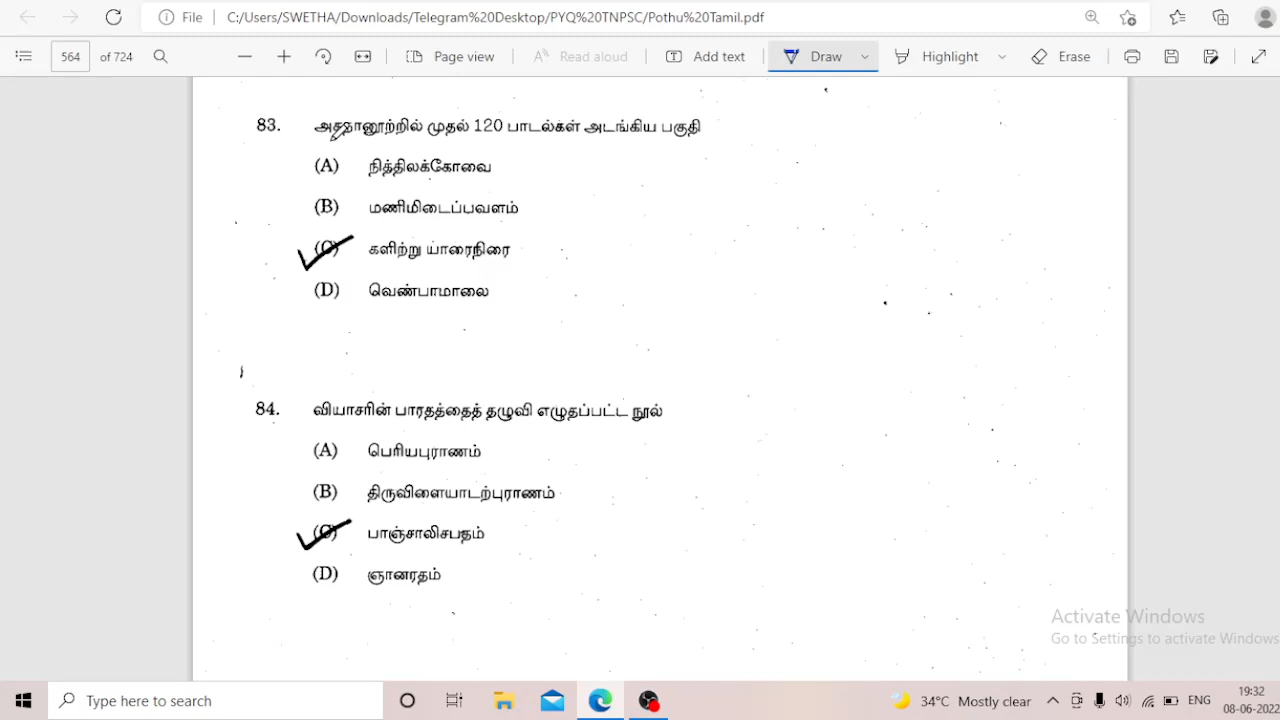 File C:/Users/SWETHA/Downloads/Telegram%20Desktop/PYQ%20TNPSC/Pothu%20Tamil.pdf
564 of 724 Page view Read aloud Add text Draw Highlight Erase
83. அகநானூற்றில் முதல் 120 பாடல்கள் அடங்கிய பகுதி
(A) நித்திலக்கோவை
(B) மணிமிடைப்பவளம்
(C) களிற்று யாரைநிரை
(D) வெண்பாமாலை
84. வியாசரின் பாரதத்தைத் தழுவி எழுதப்பட்ட நூல்
(A) பெரியபுராணம்
(B) திருவிளையாடற்புராணம்
(C) பாஞ்சாலிசபதம்
(D) ஞானரதம்
Activate Windows
Go to Settings to activate Windows
Type here to search 34°C Mostly clear ENG 19:32
08-06-2022